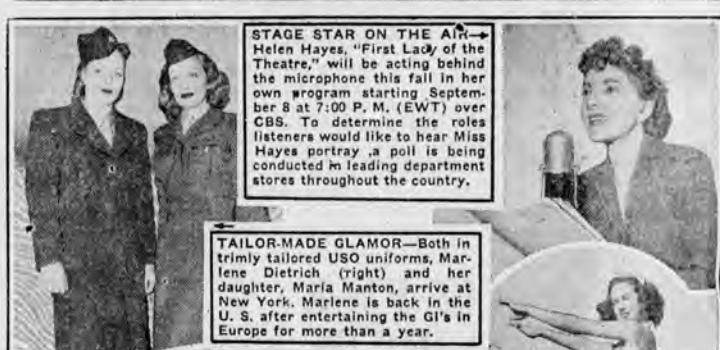 STAGE STAR ON THE AIR
Helen Hayes, "First Lady of the
Theatre," will be acting behind
the microphone this fall in her
own program starting Septem-
ber 8 at 7:00 P. M. (EWT) over
CBS. To determine the roles
listeners would like to hear Miss
Hayes portray ,a poll is being
conducted in leading department
stores throughout the country.
TAILOR-MADE GLAMOR—Both in
trimly tailored USO uniforms, Mar-
lene Dietrich (right) and her
daughter, Maria Manton, arrive at
New York. Marlene is back in the
U. S. after entertaining the GI's in
Europe for more than a year.